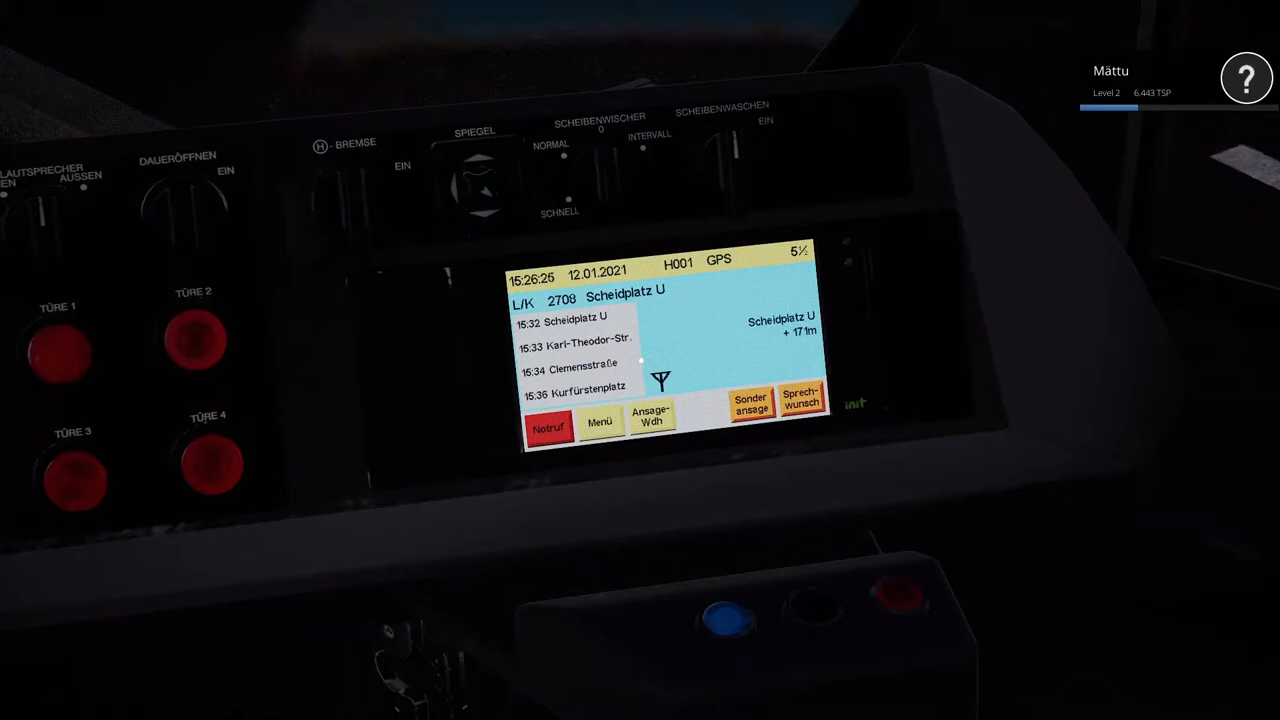 Mättu
Level 2 6.443 TSP
?
LAUTSPRECHER
AUSSEN
DAUERÖFFNEN
EIN
H - BREMSE
EIN
SPIEGEL
SCHEIBENWISCHER
0
NORMAL
INTERVALL
SCHNELL
SCHEIBENWASCHEN
EIN
TÜRE 1
TÜRE 2
TÜRE 3
TÜRE 4
15:26:25 12.01.2021 H001 GPS 5½
L/K 2708 Scheidplatz U
15:32 Scheidplatz U
15:33 Karl-Theodor-Str.
15:34 Clemensstraße
15:36 Kurfürstenplatz
Scheidplatz U
+ 171m
Notruf
Menü
Ansage-
Wdh
Sonder
ansage
Sprech-
wunsch
init